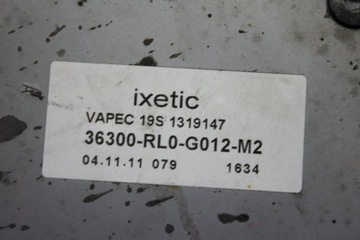 ixetic
VAPEC 19S 1319147
36300-RL0-G012-M2
04.11.11 079 1634